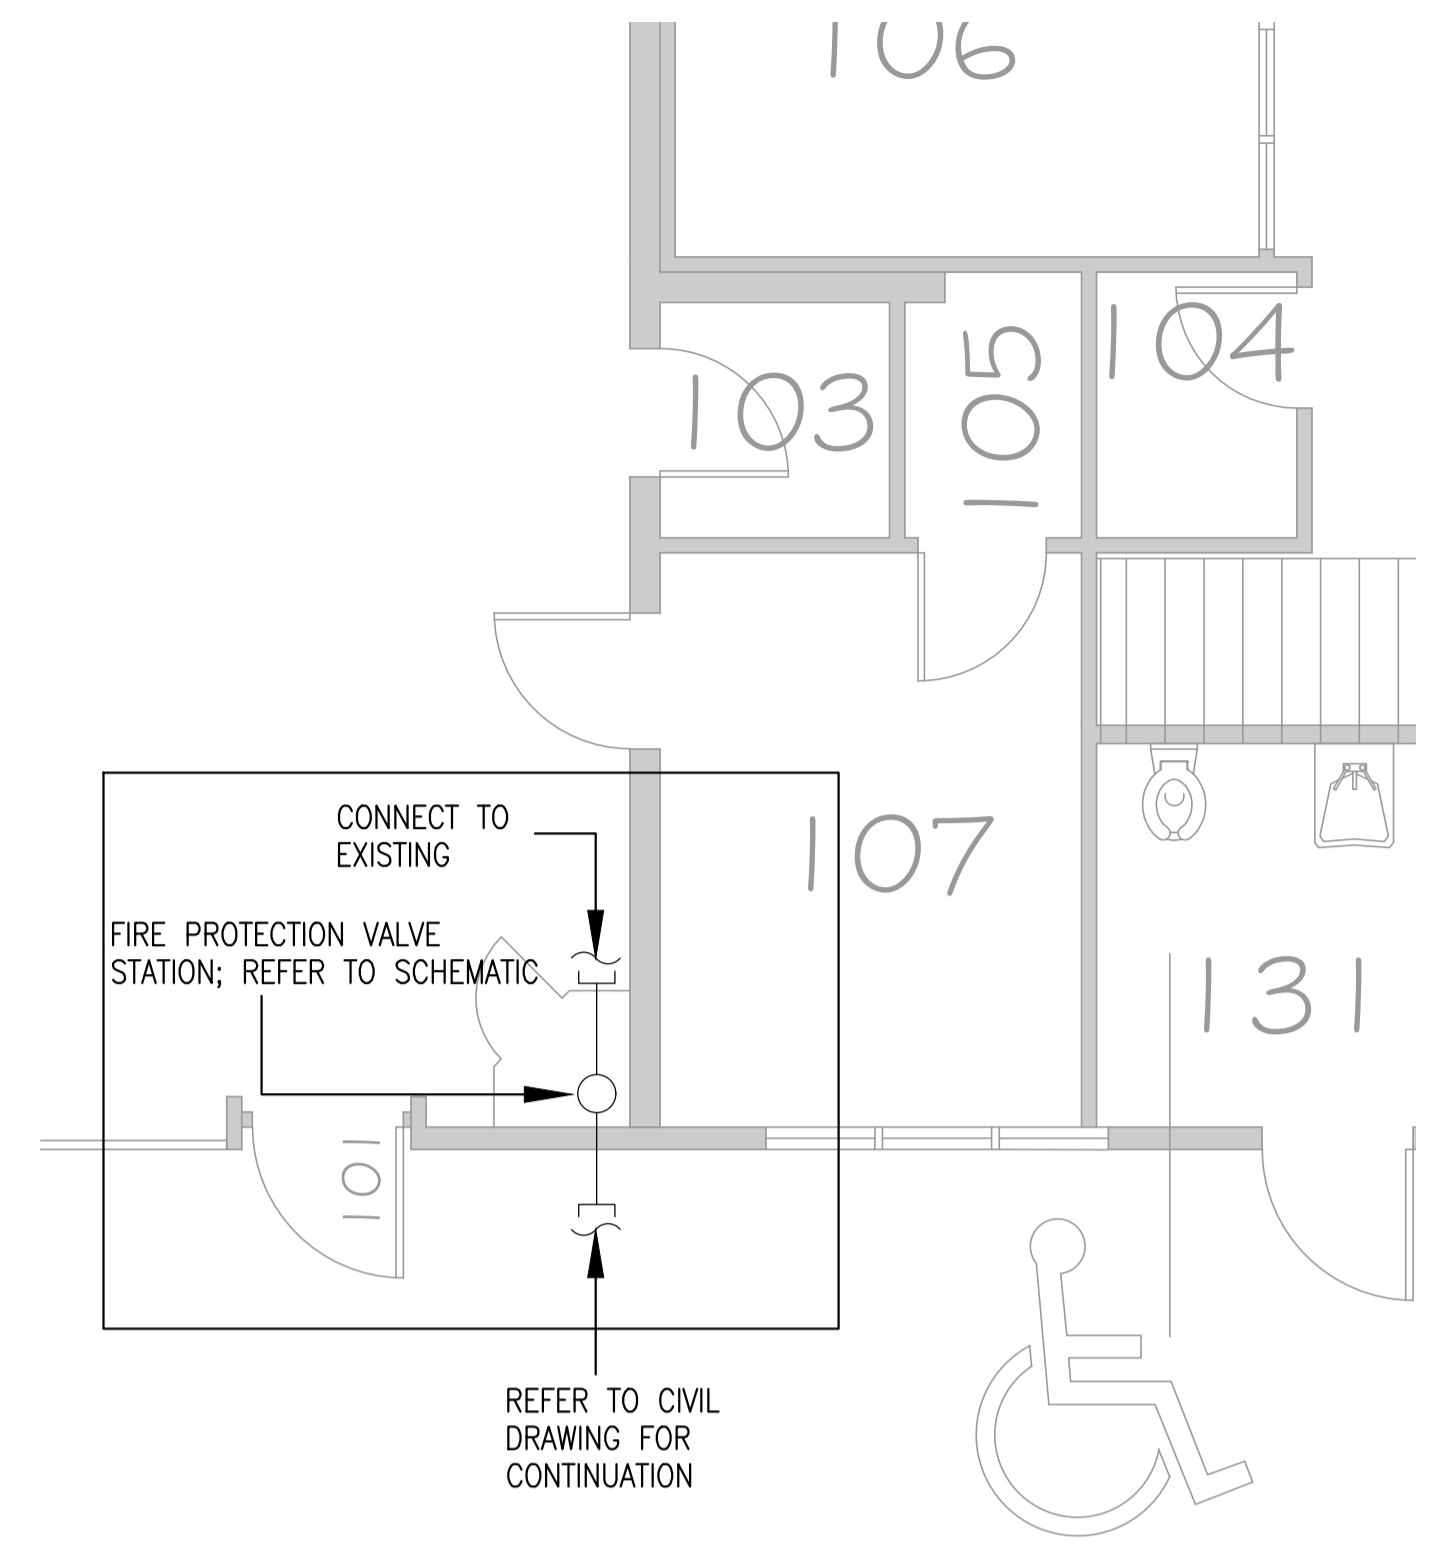 106
104
103
105
CONNECT TO
EXISTING
107
FIRE PROTECTION VALVE
STATION; REFER TO SCHEMATIC
131
101
REFER TO CIVIL
DRAWING FOR
CONTINUATION